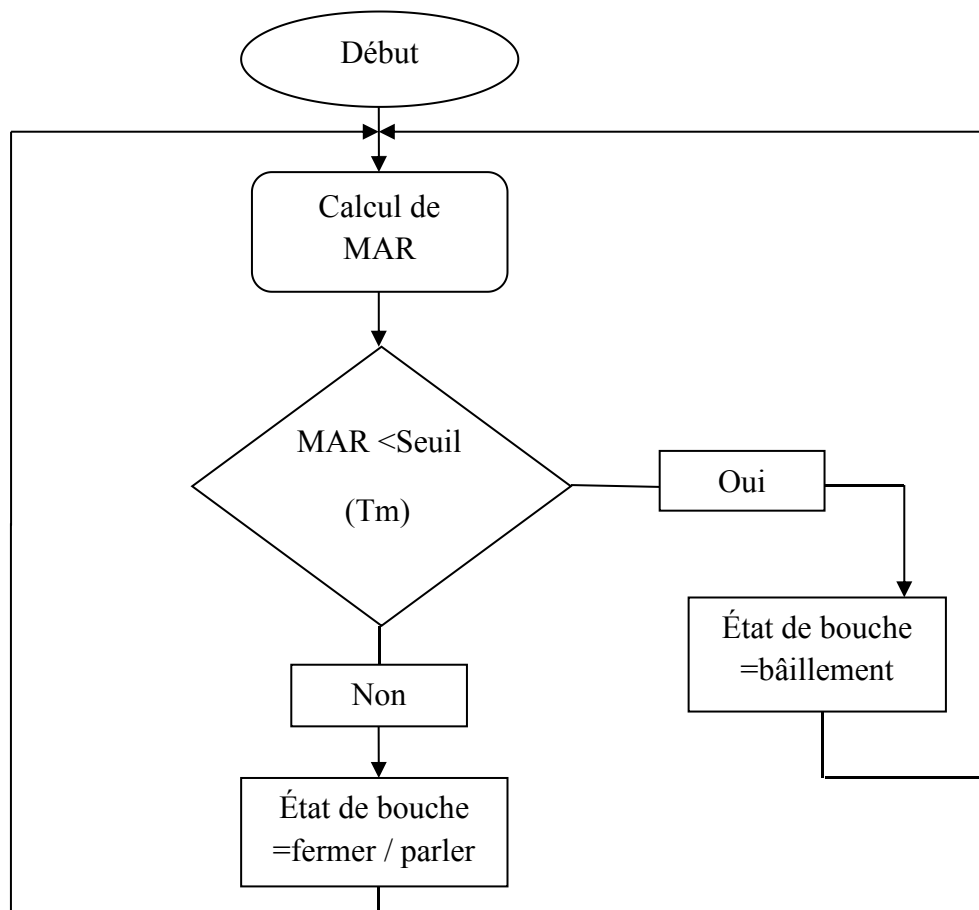 Début
Calcul de
MAR
MAR <Seuil
(Tm)
Oui
État de bouche
=bâillement
Non
État de bouche
=fermer / parler